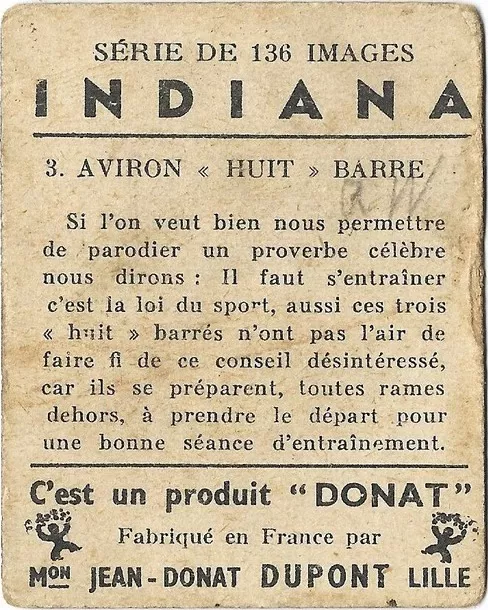 SÉRIE DE 136 IMAGES
INDIANA
3. AVIRON « HUIT » BARRE
Si l'on veut bien nous permettre
de parodier un proverbe célèbre
nous dirons : Il faut s'entraîner
c'est la loi du sport, aussi ces trois
« huit » barrés n'ont pas l'air de
faire fi de ce conseil désintéressé,
car ils se préparent, toutes rames
dehors, à prendre le départ pour
une bonne séance d'entraînement.
C'est un produit "DONAT"
Fabriqué en France par
MON JEAN-DONAT DUPONT LILLE